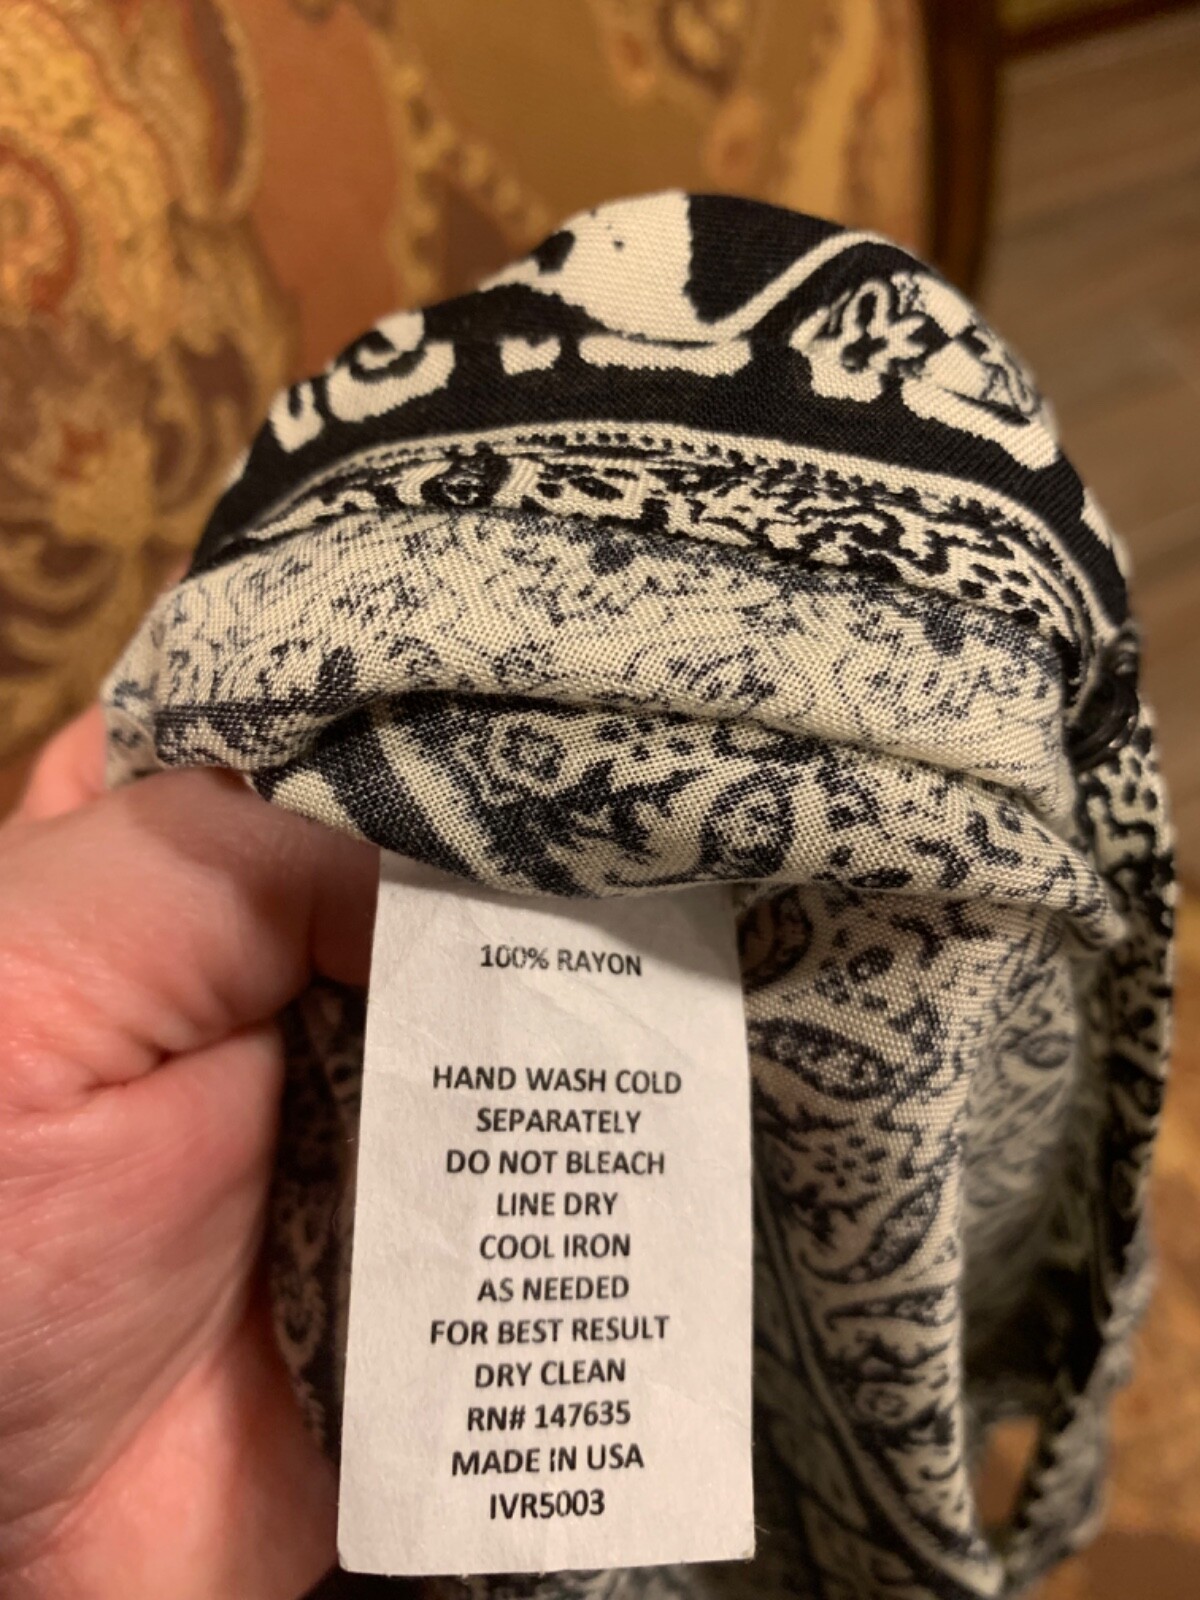 100% RAYON
HAND WASH COLD
SEPARATELY
DO NOT BLEACH
LINE DRY
COOL IRON
AS NEEDED
FOR BEST RESULT
DRY CLEAN
RN# 147635
MADE IN USA
IVR5003